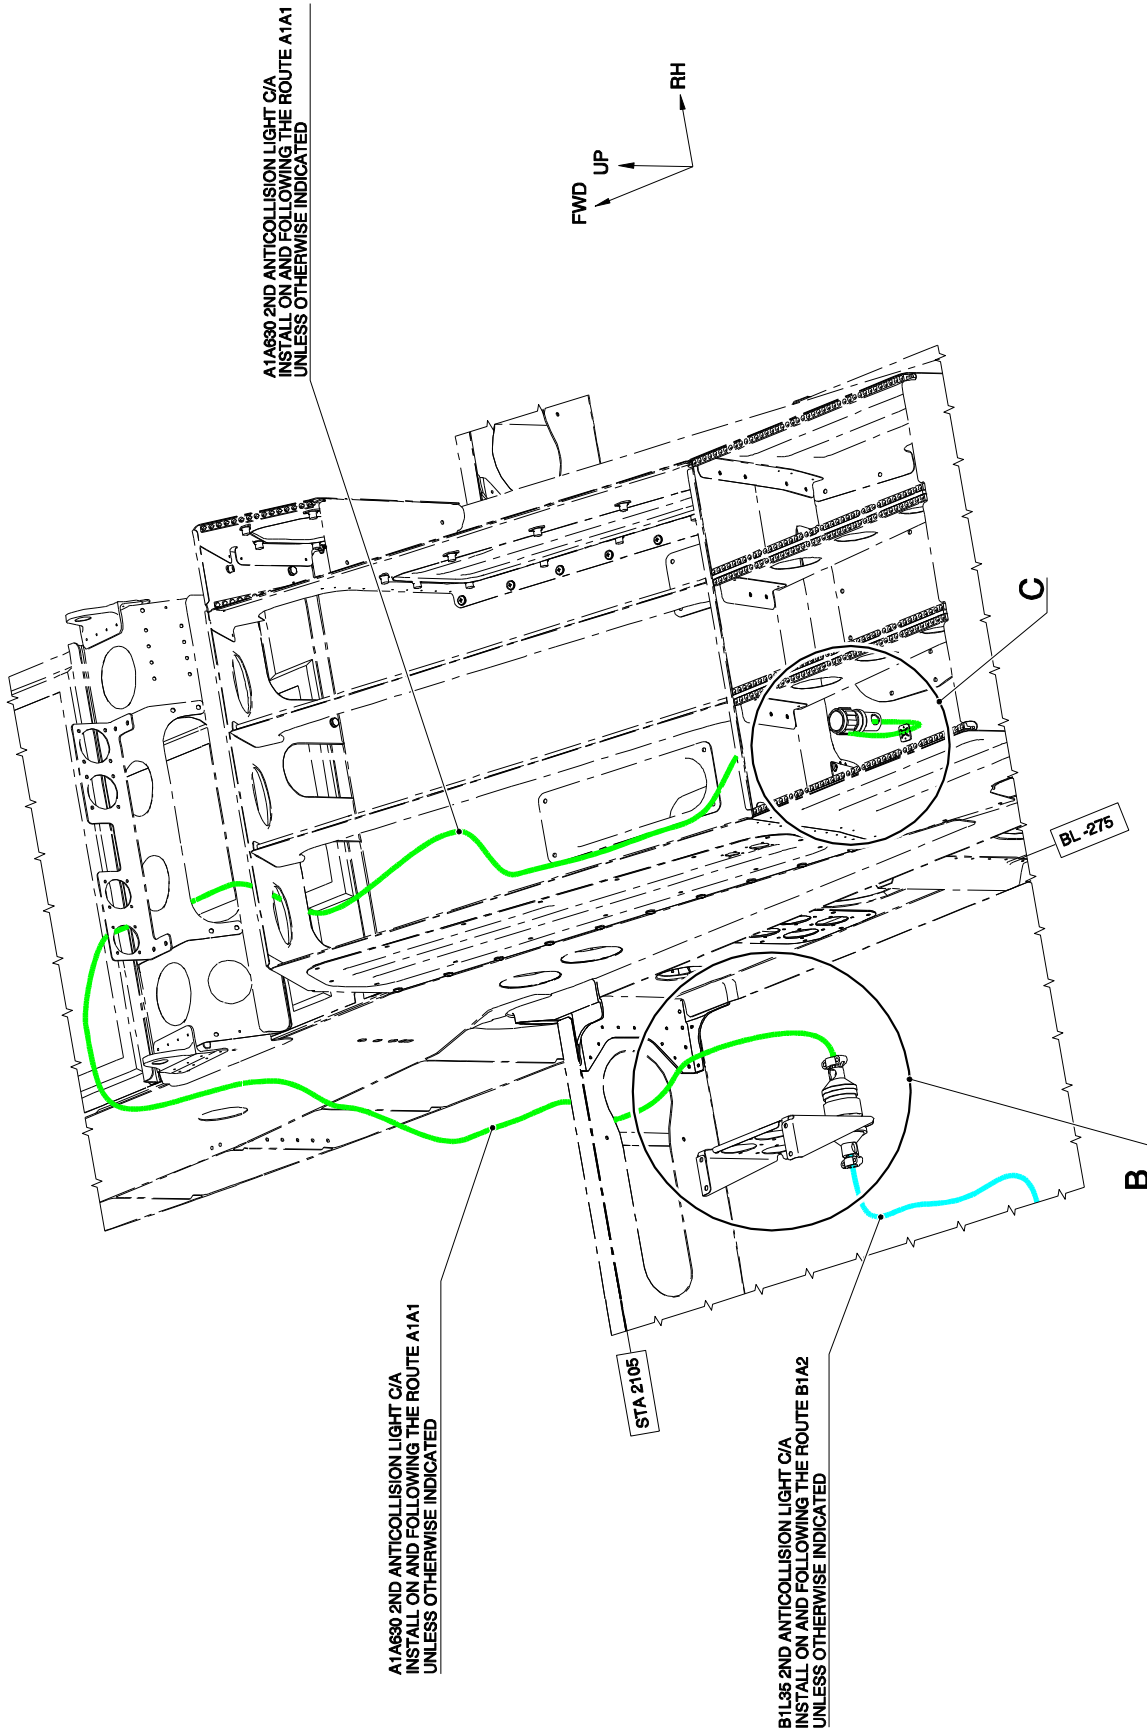 A1A630 2ND ANTICOLLISION LIGHT C/A
INSTALL ON AND FOLLOWING THE ROUTE A1A1
UNLESS OTHERWISE INDICATED
A1A630 2ND ANTICOLLISION LIGHT C/A
INSTALL ON AND FOLLOWING THE ROUTE A1A1
UNLESS OTHERWISE INDICATED
B1L35 2ND ANTICOLLISION LIGHT C/A
INSTALL ON AND FOLLOWING THE ROUTE B1A2
UNLESS OTHERWISE INDICATED
STA 2105
BL -275
FWD
UP
RH
C
B